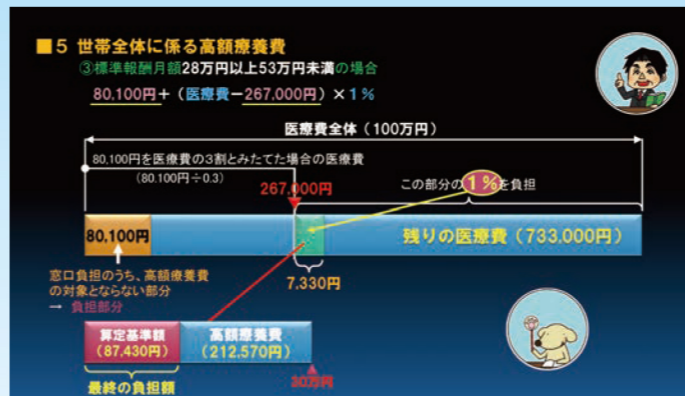 ■5 世帯全体に係る高額療養費
③標準報酬月額28万円以上53万円未満の場合
80.100円+(医療費-267.000円)×1%
医療費全体(100万円)
80.100円を医療費の3割とみたてた場合の医療費
(80.100円÷0.3)
267.000円
この部分の1%を負担
80.100円
残りの医療費(733.000円)
窓口負担のうち、高額療養費
の対象とならない部分
→ 負担部分
7.330円
算定基準額
(87.430円)
高額療養費
(212.570円)
最終の負担額
30万円